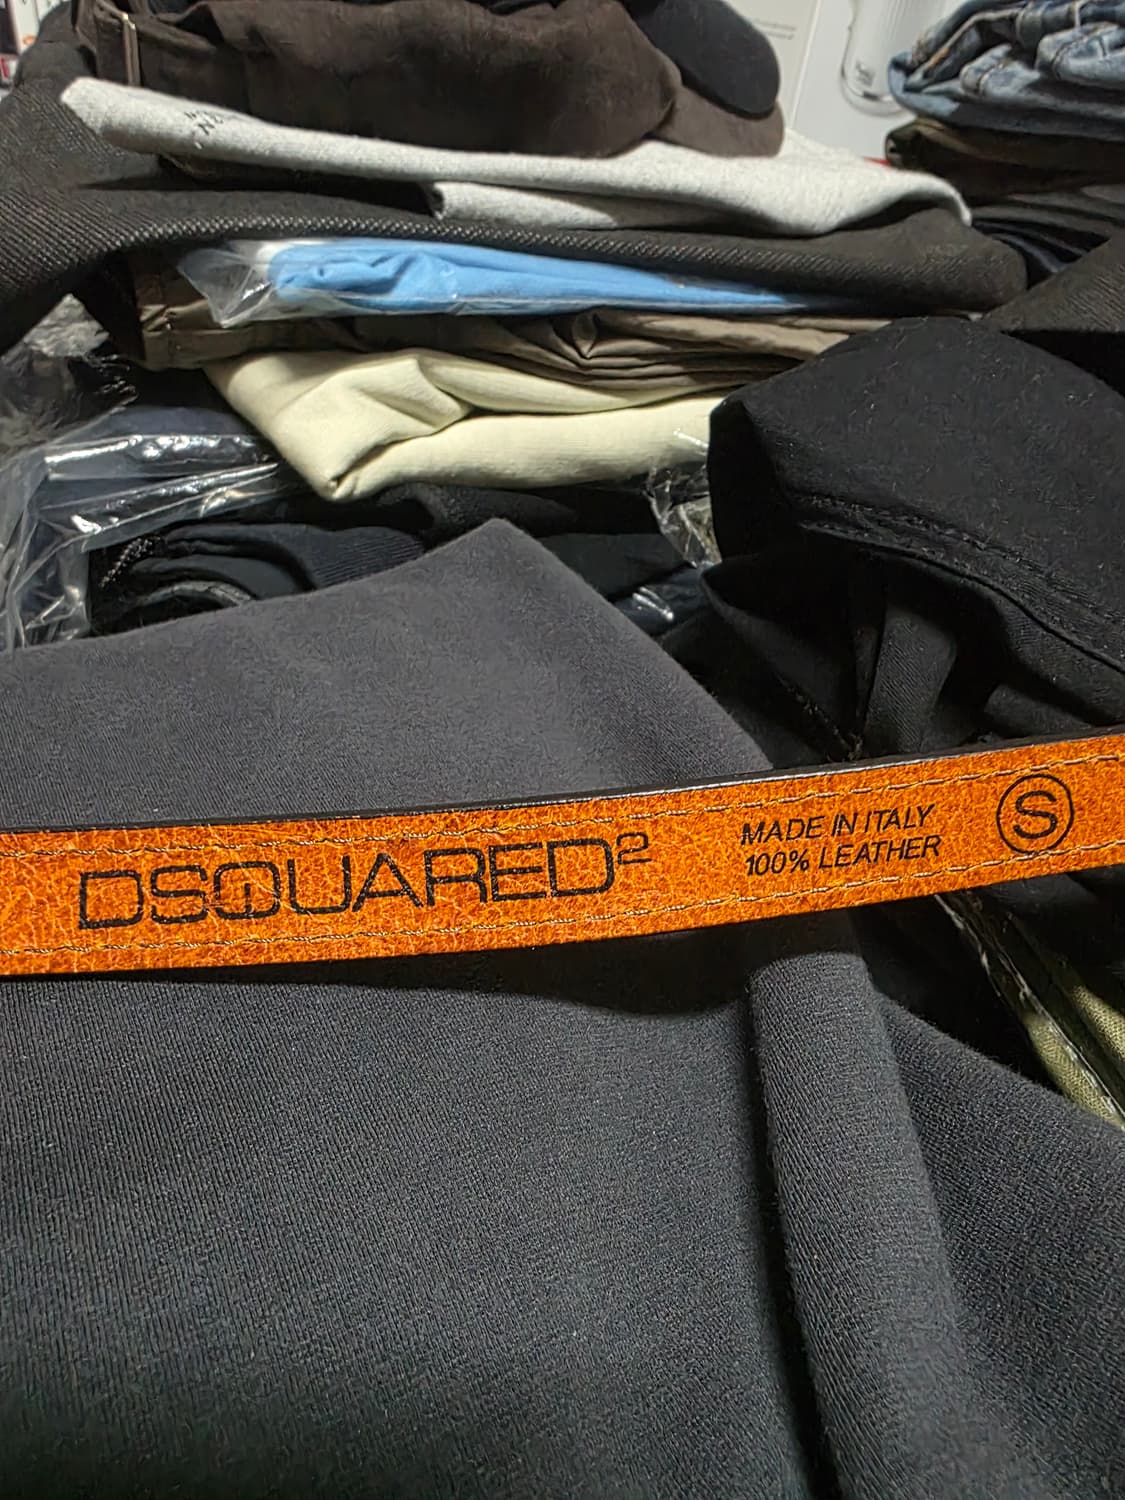 DSQUARED²
MADE IN ITALY
100% LEATHER
S